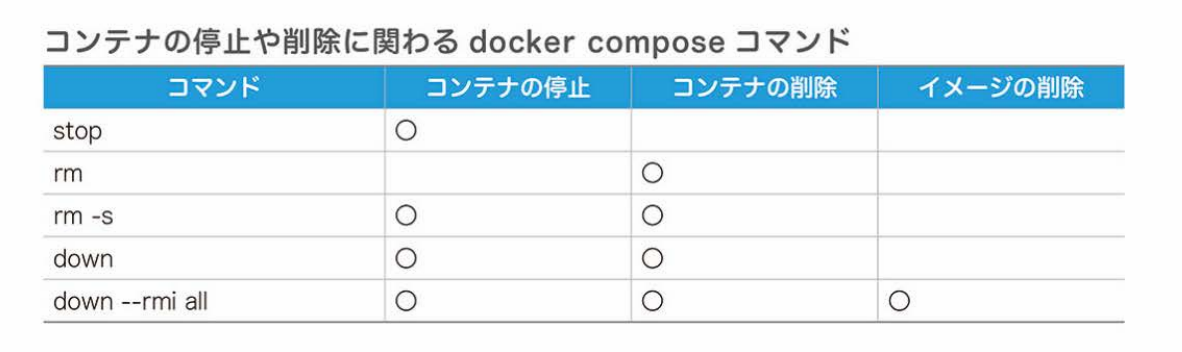 コンテナの停止や削除に関わる docker compose コマンド
コマンド コンテナの停止 コンテナの削除 イメージの削除
stop ○
rm ○
rm -s ○ ○
down ○ ○
down --rmi all ○ ○ ○